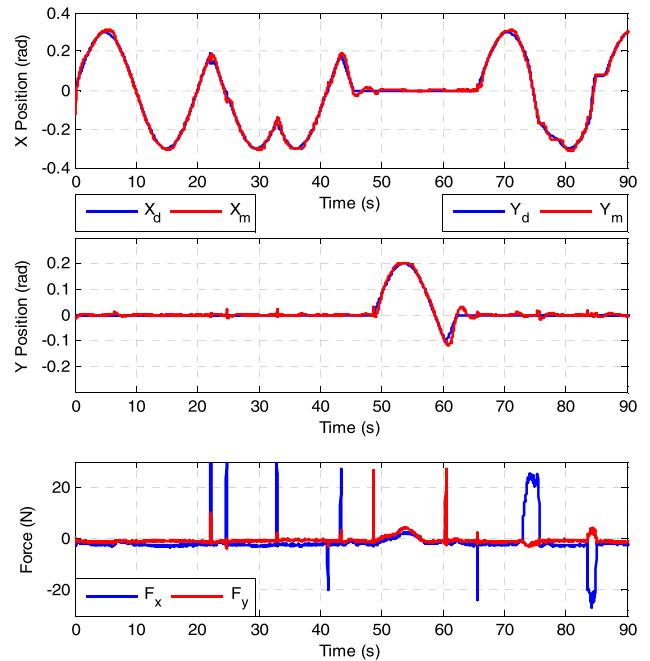 0.4
0.2
0
-0.2
-0.4
X Position (rad)
0 10 20 30 40 50 60 70 80 90
Time (s)
X_d X_m
Y_d Y_m
0.2
0.1
0
-0.1
-0.2
Y Position (rad)
0 10 20 30 40 50 60 70 80 90
Time (s)
20
0
-20
Force (N)
F_x F_y
0 10 20 30 40 50 60 70 80 90
Time (s)